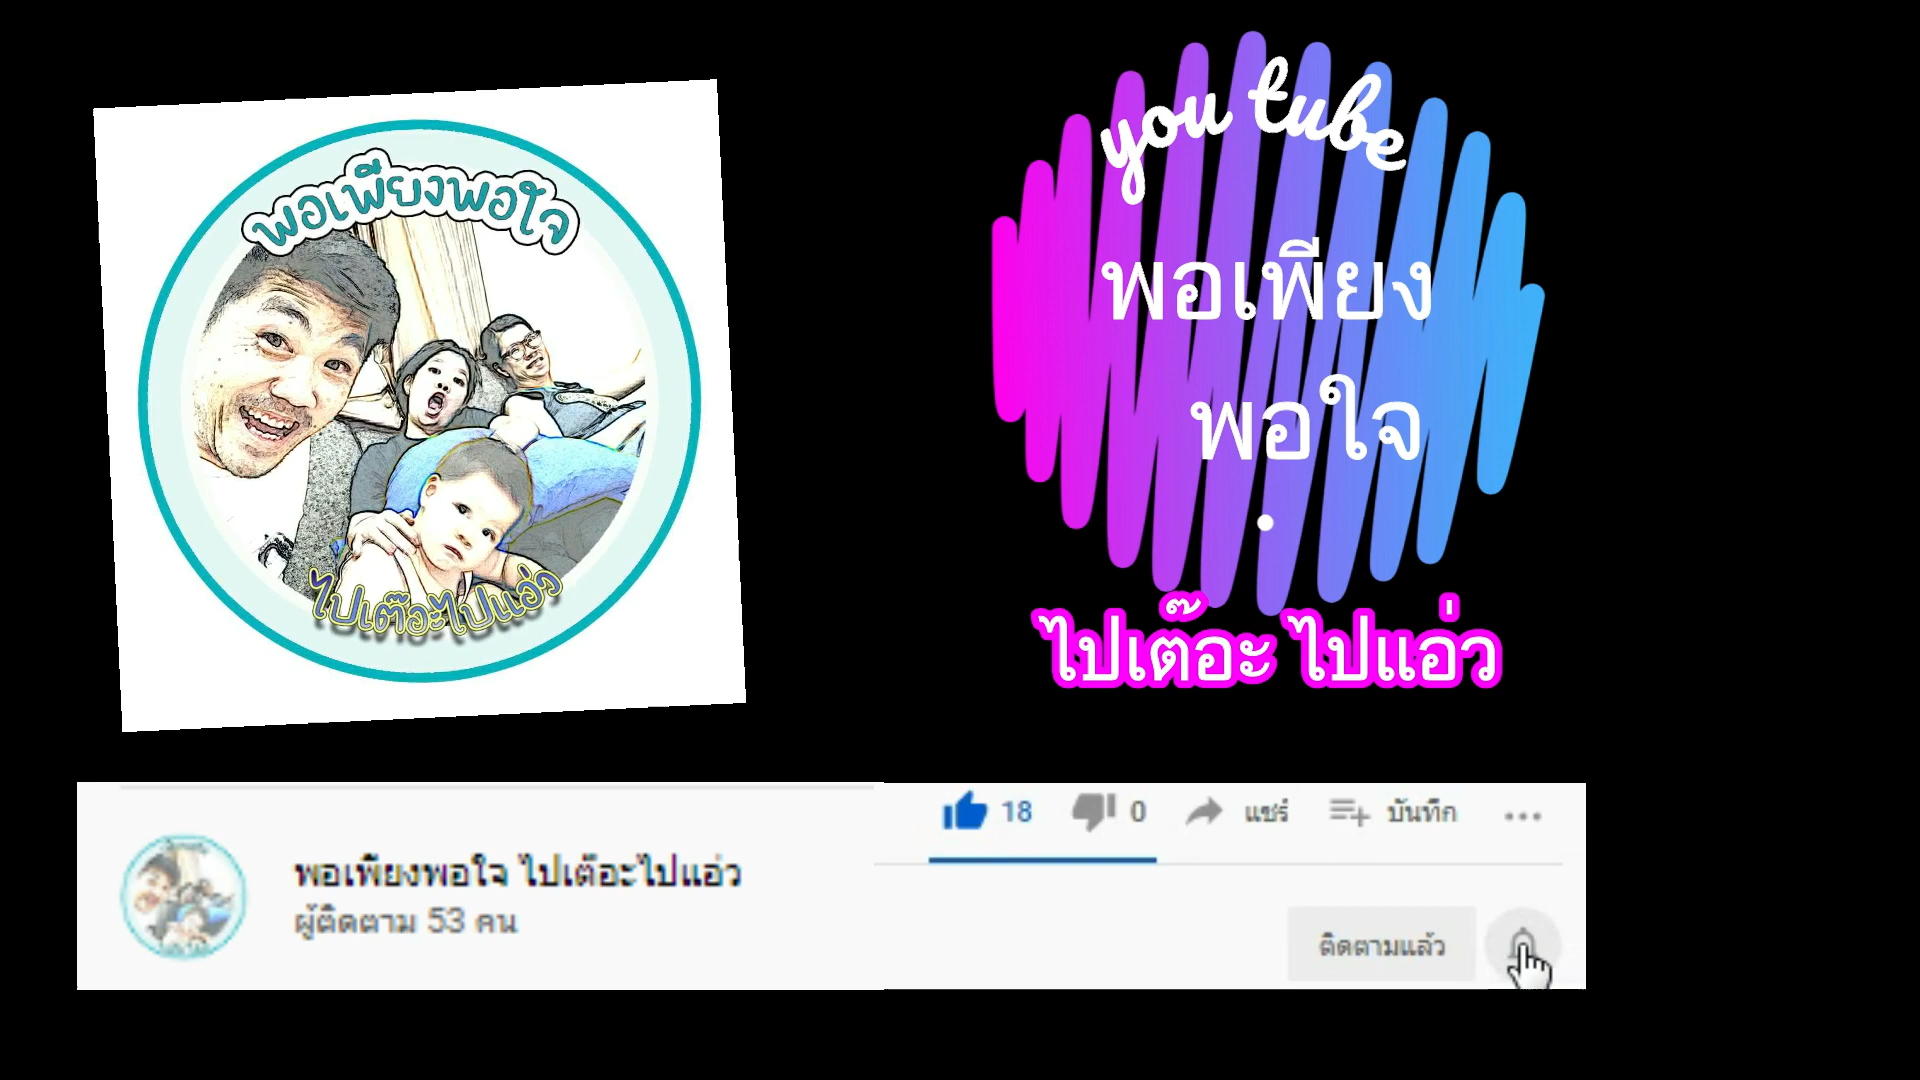 พอเพียงพอใจ
ไปเต๊อะไปแอ่ว
you tube
พอเพียง
พอใจ
ไปเต๊อะ ไปแอ่ว
18 0 แชร์ บันทึก
พอเพียงพอใจ ไปเต๊อะไปแอ่ว
ผู้ติดตาม 53 คน
ติดตามแล้ว